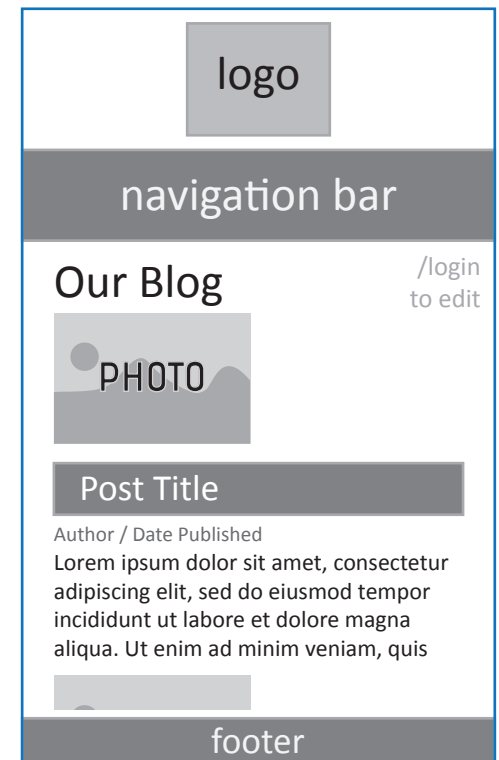 logo
navigation bar
Our Blog
/login
to edit
PHOTO
Post Title
Author / Date Published
Lorem ipsum dolor sit amet, consectetur
adipiscing elit, sed do eiusmod tempor
incididunt ut labore et dolore magna
aliqua. Ut enim ad minim veniam, quis
footer